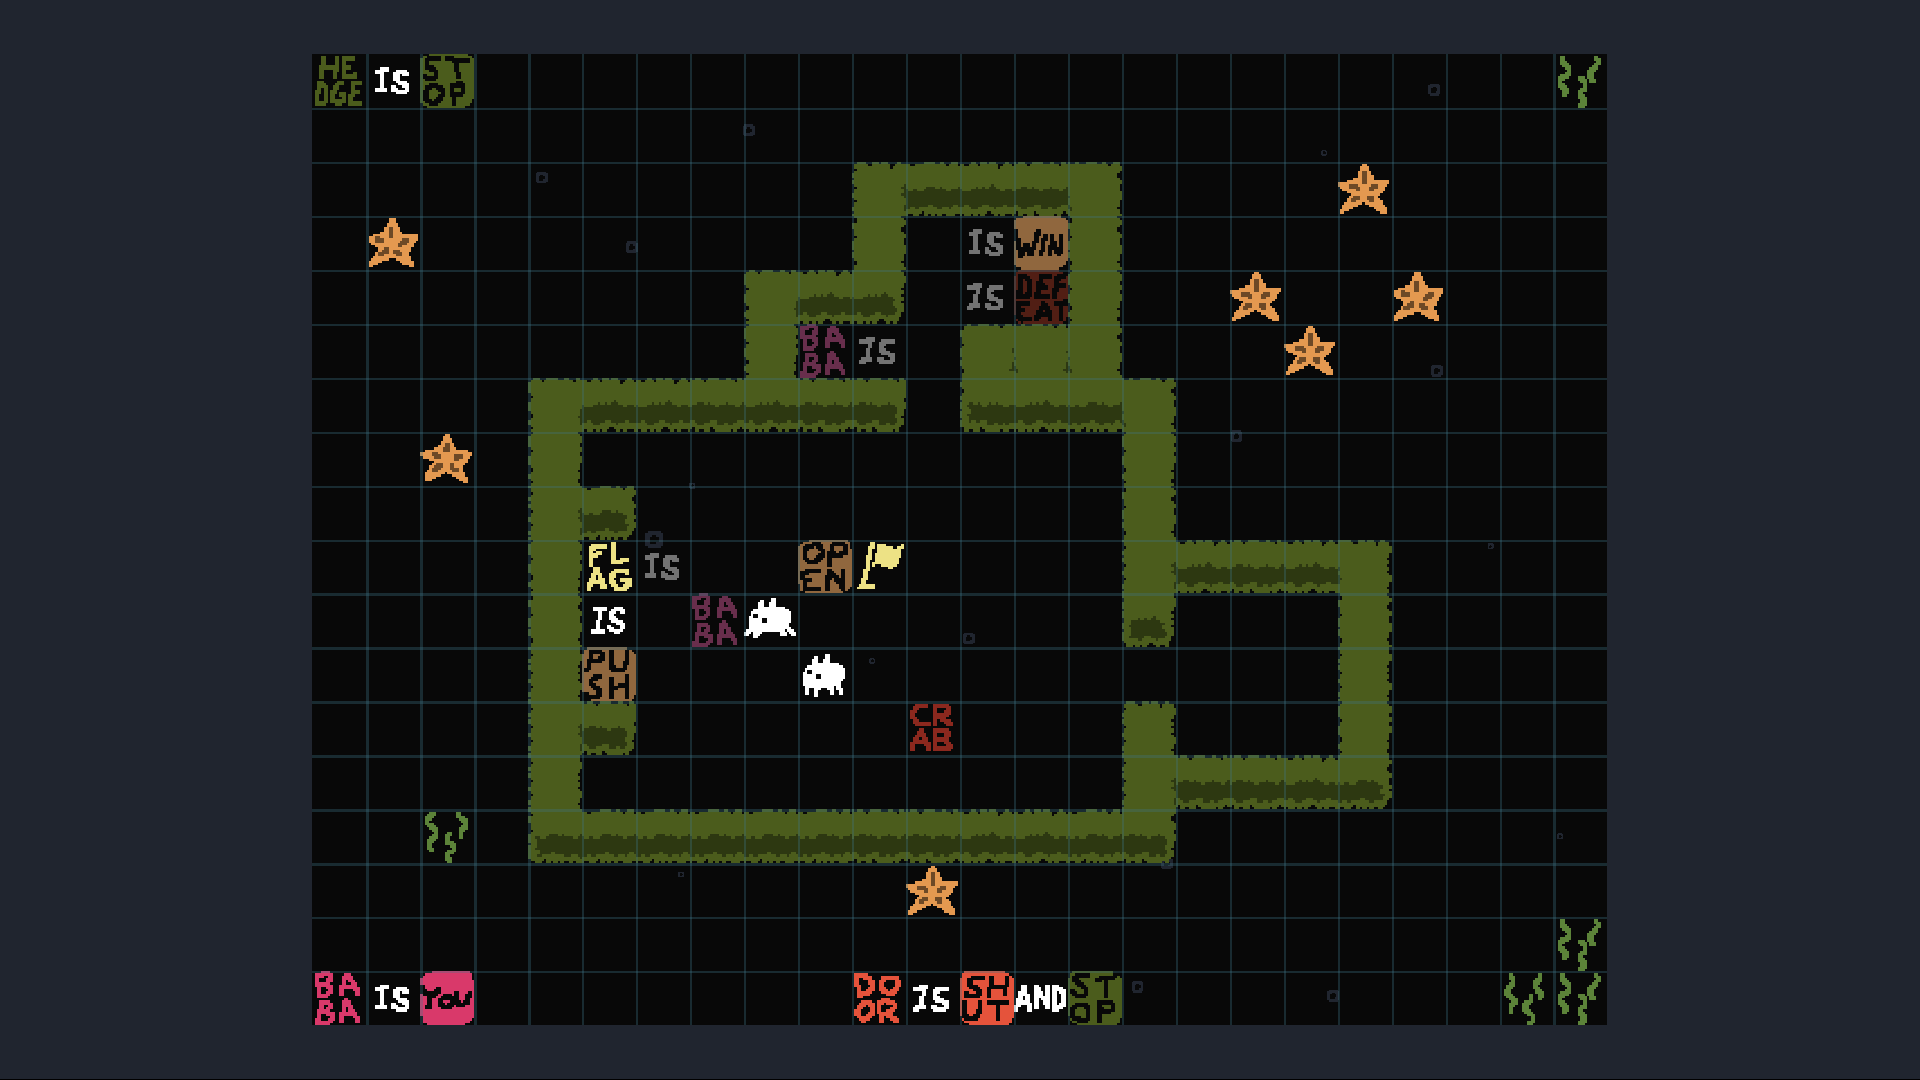 HEDGE IS STOP
IS WIN
IS DEFEAT
BABA IS
FLAG IS OPEN
IS BABA
PUSH
CRAB
BABA IS YOU DOOR IS SHUT AND STOP